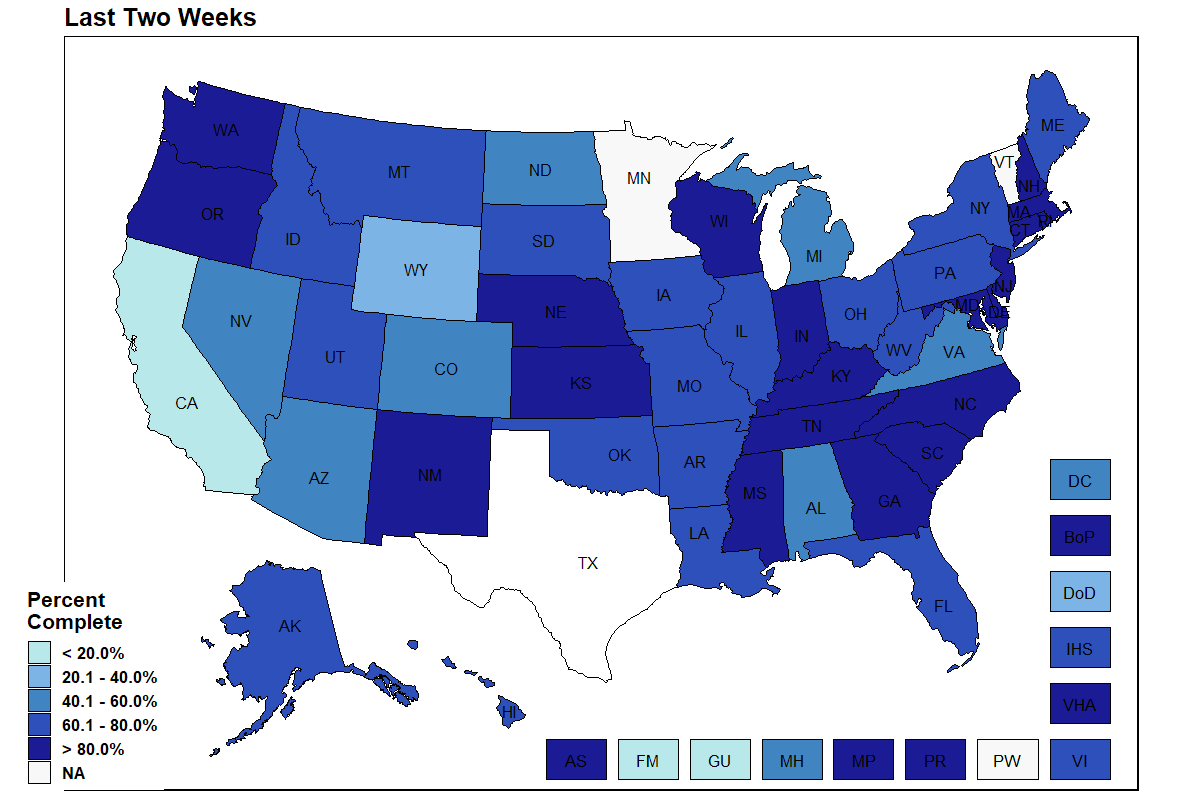 Last Two Weeks
WA
ME
MT
ND
VT
MN
NH
OR
NY
MA
WI
RI
CT
ID
SD
MI
WY
PA
NJ
IA
MD
DE
NE
OH
NV
IL
IN
WV
VA
UT
CO
KY
KS
MO
CA
NC
TN
SC
OK
AR
AZ
NM
MS
DC
GA
AL
LA
BoP
TX
DoD
Percent
Complete
FL
AK
IHS
< 20.0%
20.1 - 40.0%
40.1 - 60.0%
VHA
HI
60.1 - 80.0%
> 80.0%
AS FM GU MH MP PR PW VI
NA